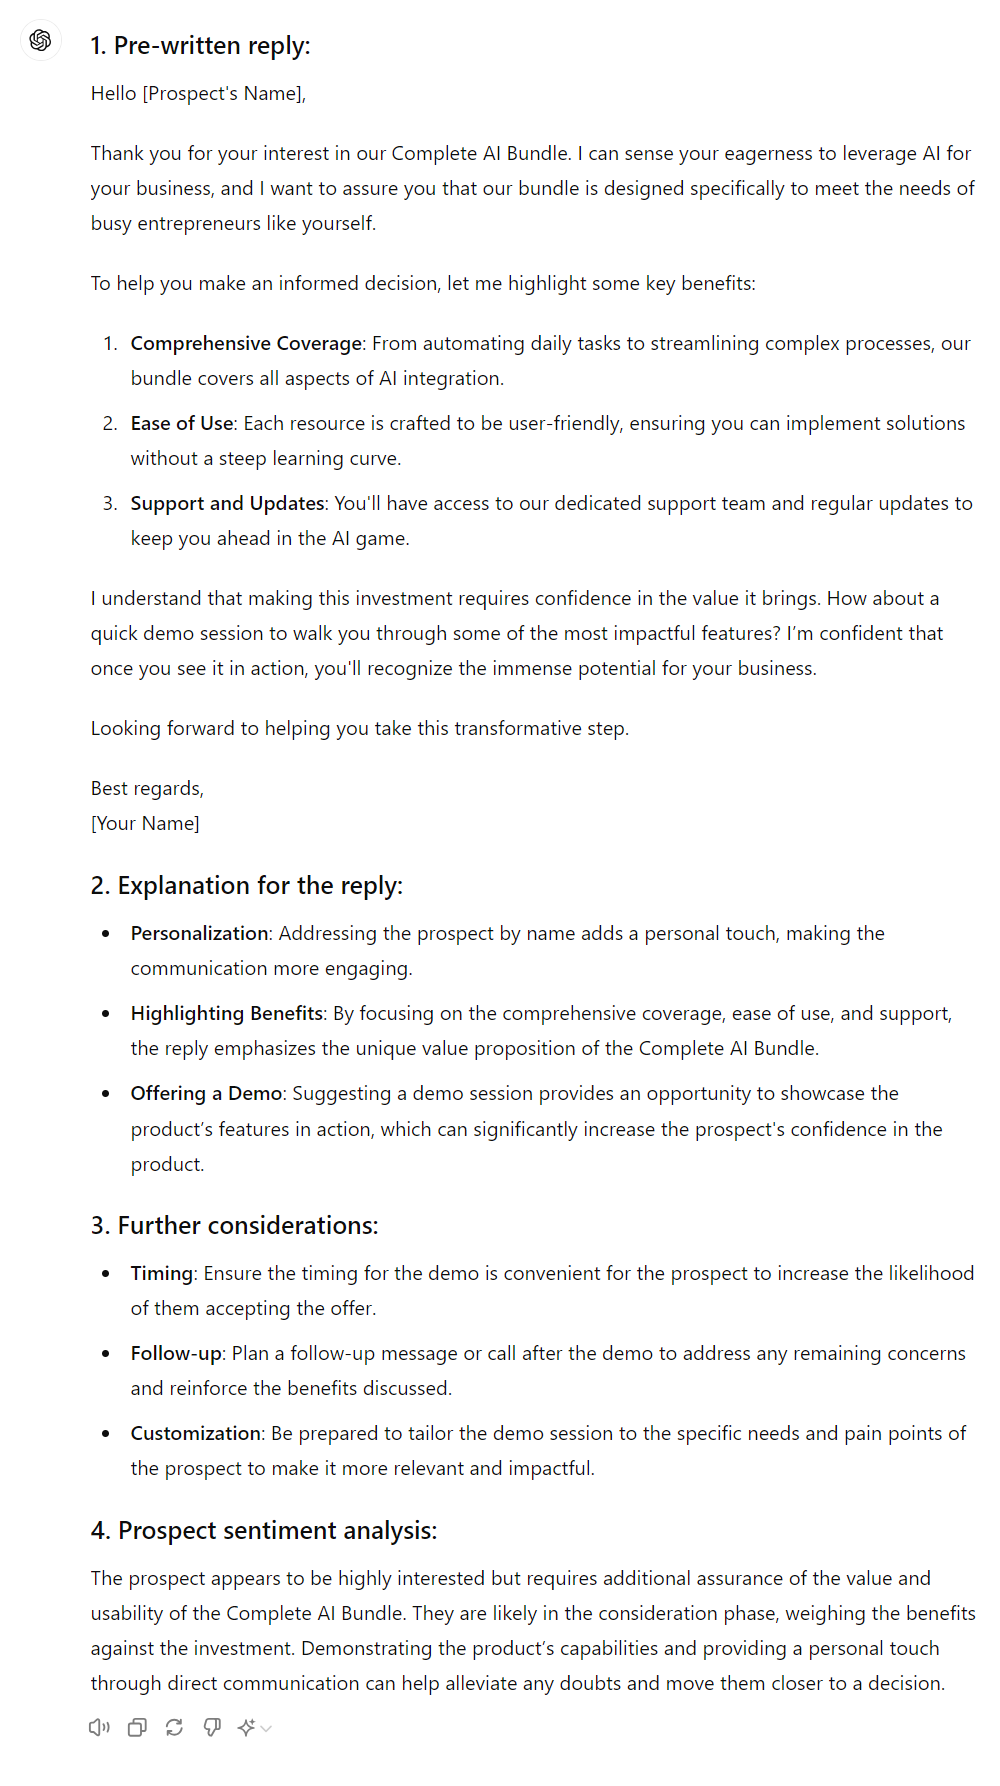 1. Pre-written reply:
Hello [Prospect's Name],
Thank you for your interest in our Complete AI Bundle. I can sense your eagerness to leverage AI for
your business, and I want to assure you that our bundle is designed specifically to meet the needs of
busy entrepreneurs like yourself.
To help you make an informed decision, let me highlight some key benefits:
1. Comprehensive Coverage: From automating daily tasks to streamlining complex processes, our
bundle covers all aspects of AI integration.
2. Ease of Use: Each resource is crafted to be user-friendly, ensuring you can implement solutions
without a steep learning curve.
3. Support and Updates: You'll have access to our dedicated support team and regular updates to
keep you ahead in the AI game.
I understand that making this investment requires confidence in the value it brings. How about a
quick demo session to walk you through some of the most impactful features? I’m confident that
once you see it in action, you'll recognize the immense potential for your business.
Looking forward to helping you take this transformative step.
Best regards,
[Your Name]
2. Explanation for the reply:
• Personalization: Addressing the prospect by name adds a personal touch, making the
communication more engaging.
• Highlighting Benefits: By focusing on the comprehensive coverage, ease of use, and support,
the reply emphasizes the unique value proposition of the Complete AI Bundle.
• Offering a Demo: Suggesting a demo session provides an opportunity to showcase the
product’s features in action, which can significantly increase the prospect's confidence in the
product.
3. Further considerations:
• Timing: Ensure the timing for the demo is convenient for the prospect to increase the likelihood
of them accepting the offer.
• Follow-up: Plan a follow-up message or call after the demo to address any remaining concerns
and reinforce the benefits discussed.
• Customization: Be prepared to tailor the demo session to the specific needs and pain points of
the prospect to make it more relevant and impactful.
4. Prospect sentiment analysis:
The prospect appears to be highly interested but requires additional assurance of the value and
usability of the Complete AI Bundle. They are likely in the consideration phase, weighing the benefits
against the investment. Demonstrating the product’s capabilities and providing a personal touch
through direct communication can help alleviate any doubts and move them closer to a decision.